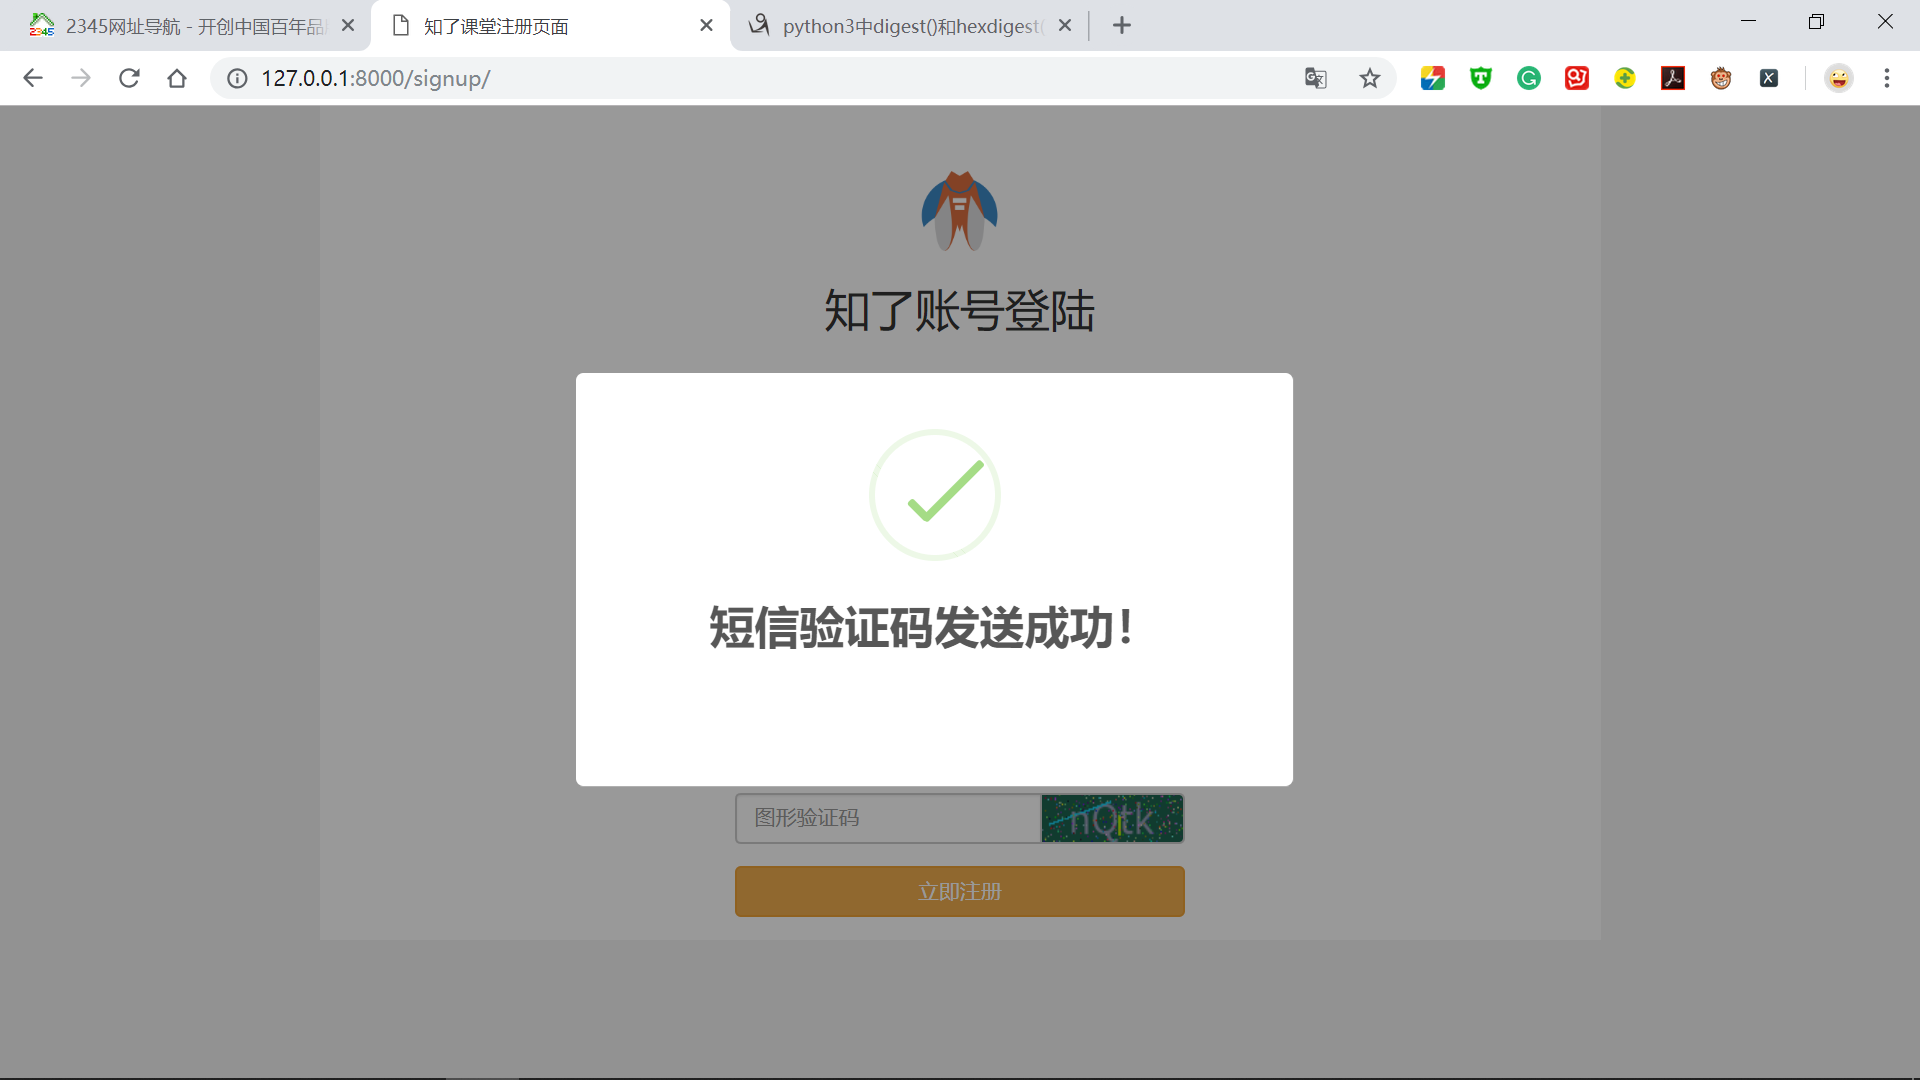 2345网址导航 - 开创中国百年品
知了课堂注册页面
python3中digest()和hexdigest(
127.0.0.1:8000/signup/
知了账号登陆
短信验证码发送成功!
图形验证码
nQtk
立即注册